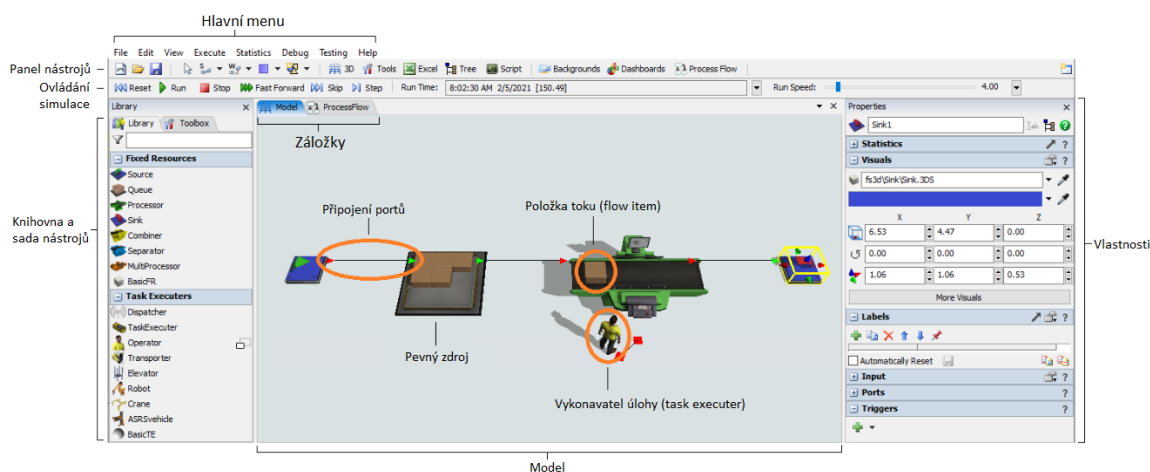 Hlavní menu
File Edit View Execute Statistics Debug Testing Help
Panel nástrojů
3D Tools Excel Tree Script Backgrounds Dashboards Process Flow
Ovládání simulace
Reset Run Stop Fast Forward Skip Step Run Time: 8:02:30 AM 2/5/2021 [150.49] Run Speed: 4.00
Library x
Library Toolbox
Fixed Resources
Source
Queue
Processor
Sink
Combiner
Separator
MultiProcessor
BasicFR
Task Executers
Dispatcher
TaskExecuter
Operator
Transporter
Elevator
Robot
Crane
ASRSvehicle
BasicTE
Knihovna a
sada nástrojů
Model ProcessFlow
Záložky
Připojení portů
Položka toku (flow item)
Pevný zdroj
Vykonavatel úlohy (task executer)
Model
Properties x
Sink1
Statistics ?
Visuals ?
fs3d\Sink\Sink.3DS
X Y Z
6.53 4.47 0.00
0.00 0.00 0.00
1.06 1.06 0.53
More Visuals
Labels ?
Automatically Reset
Input ?
Ports ?
Triggers ?
Vlastnosti